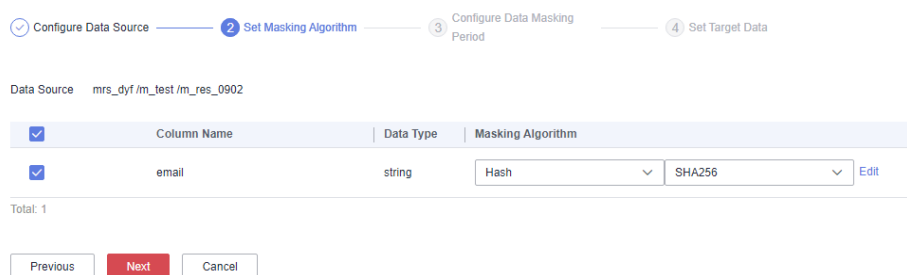 Configure Data Source 2 Set Masking Algorithm 3 Configure Data Masking Period 4 Set Target Data
Data Source mrs_dyf /m_test /m_res_0902
Column Name Data Type Masking Algorithm
email string Hash SHA256 Edit
Total: 1
Previous Next Cancel